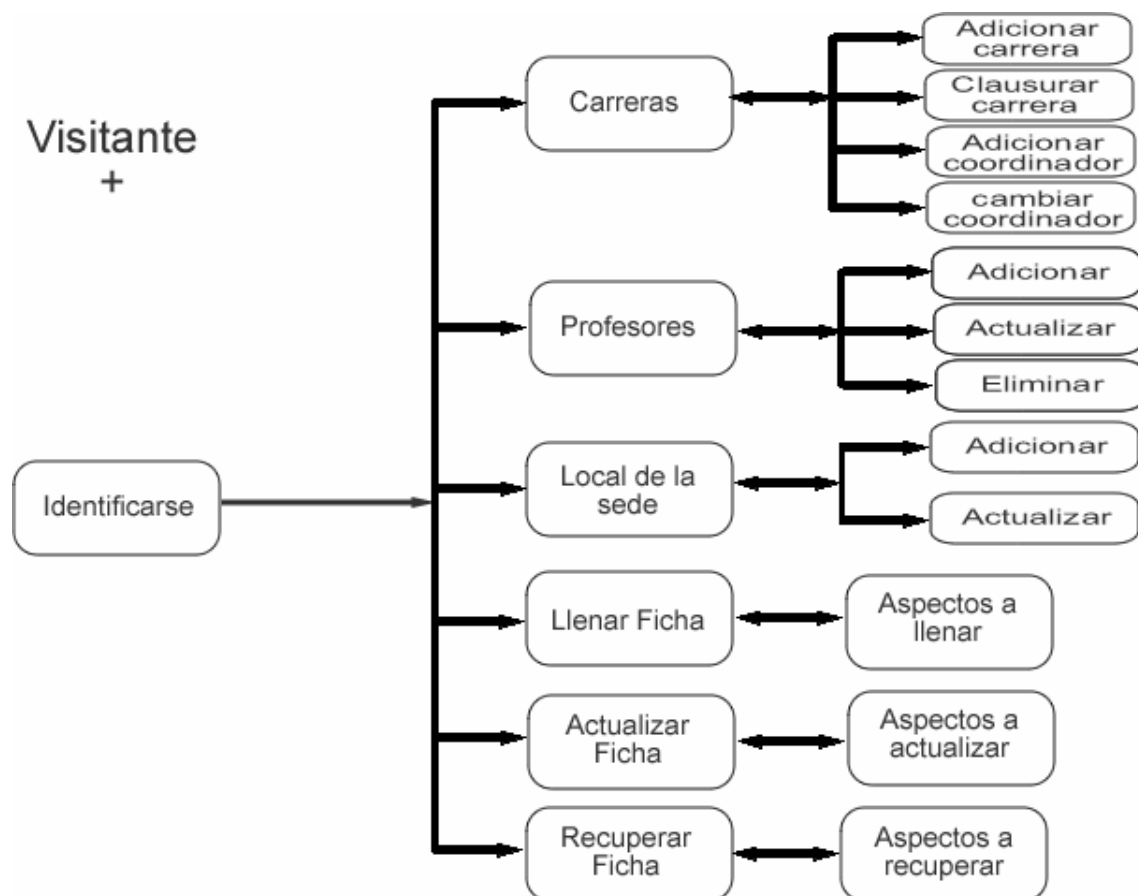 Visitante
+
Identificarse
Carreras
Adicionar
carrera
Clausurar
carrera
Adicionar
coordinador
cambiar
coordinador
Profesores
Adicionar
Actualizar
Eliminar
Local de la
sede
Adicionar
Actualizar
Llenar Ficha
Aspectos a
llenar
Actualizar
Ficha
Aspectos a
actualizar
Recuperar
Ficha
Aspectos a
recuperar